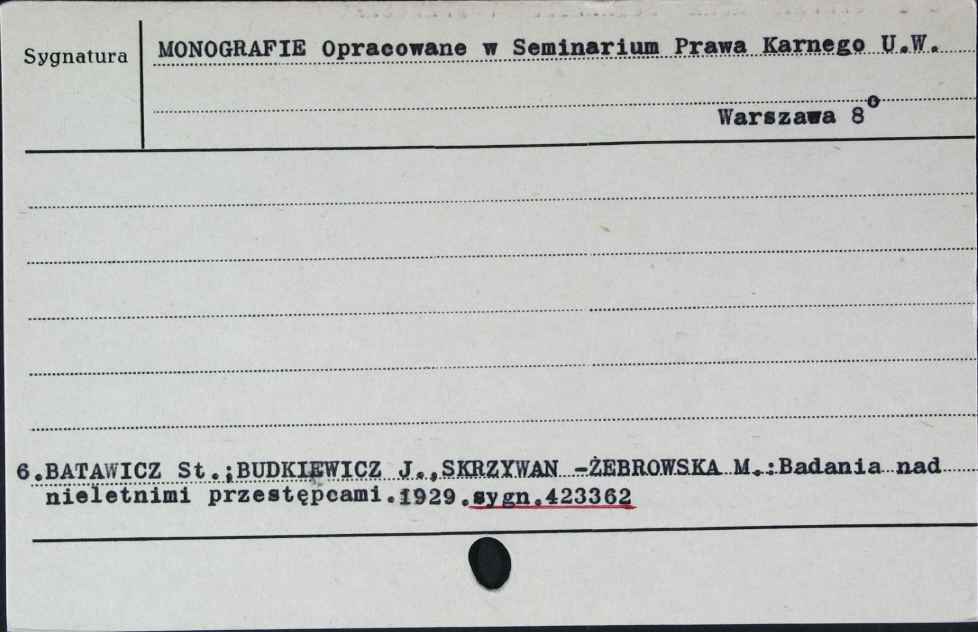 Sygnatura
MONOGRAFIE Opracowane w Seminarium Prawa Karnego U.W.
Warszawa 8°
6.BATAWICZ St.;BUDKIEWICZ J.,SKRZYWAN -ŻEBROWSKA M.:Badania nad
nieletnimi przestępcami.1929.sygn.423362